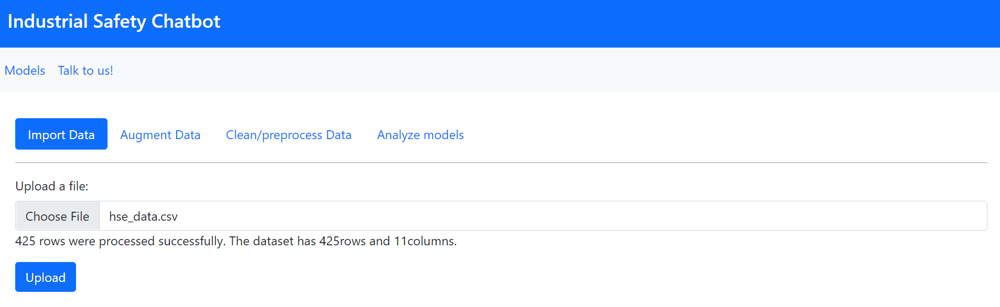 Industrial Safety Chatbot
Models Talk to us!
Import Data Augment Data Clean/preprocess Data Analyze models
Upload a file:
Choose File hse_data.csv
425 rows were processed successfully. The dataset has 425rows and 11columns.
Upload